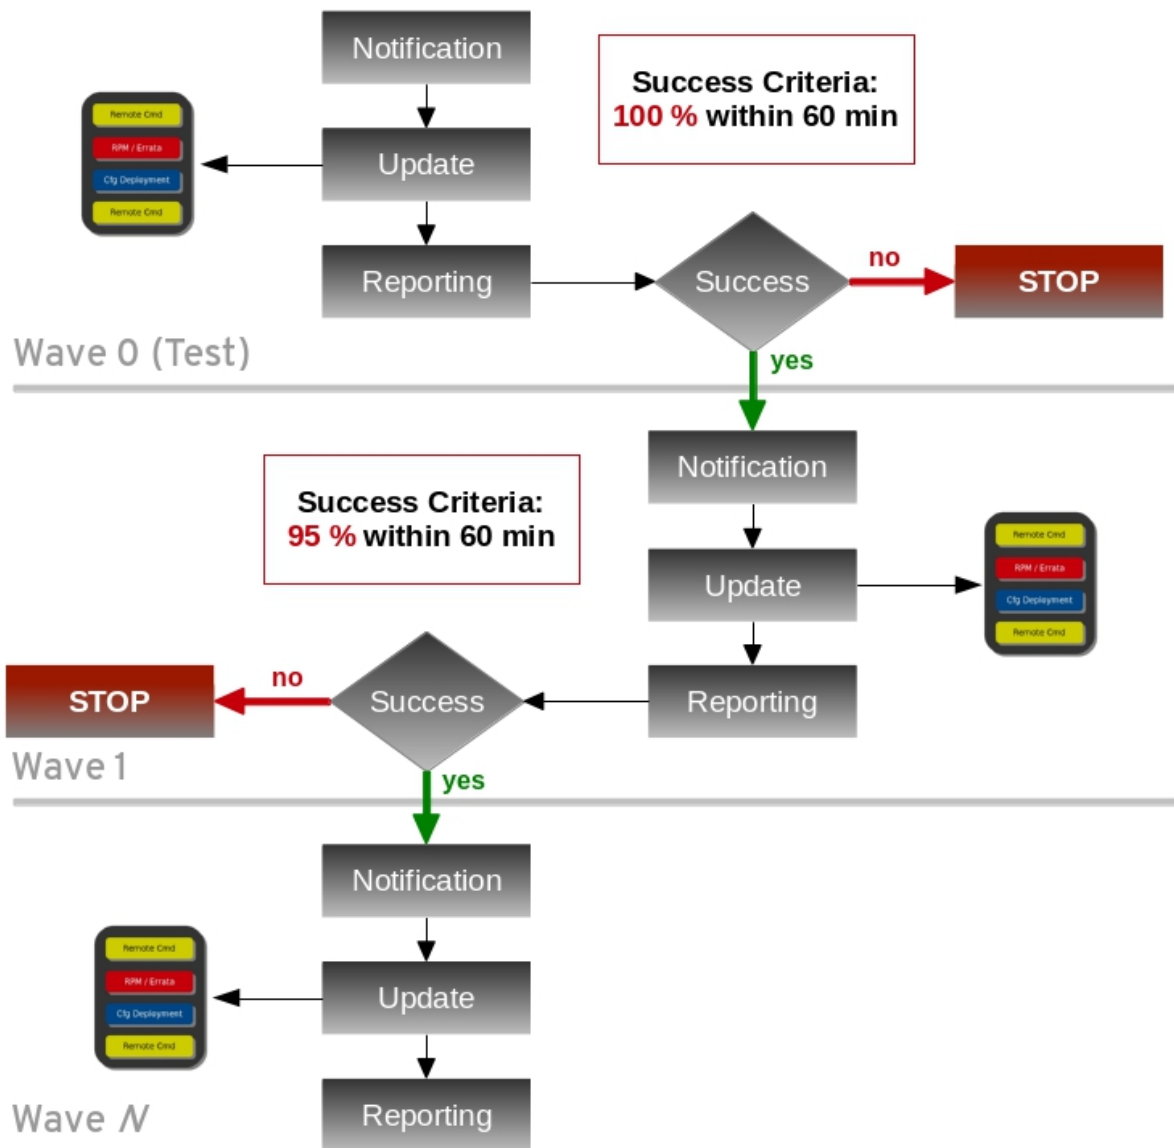 Notification
Success Criteria:
100 % within 60 min
Remote Cmd
RPM / Errata
Cfg Deployment
Remote Cmd
Update
Reporting
Success
no
STOP
yes
Wave 0 (Test)
Notification
Success Criteria:
95 % within 60 min
Update
Remote Cmd
RPM / Errata
Cfg Deployment
Remote Cmd
Reporting
Success
no
STOP
yes
Wave 1
Notification
Remote Cmd
RPM / Errata
Cfg Deployment
Remote Cmd
Update
Reporting
Wave N